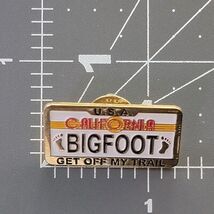 U.S.A.
CALIFORNIA
BIGFOOT
GET OFF MY TRAIL